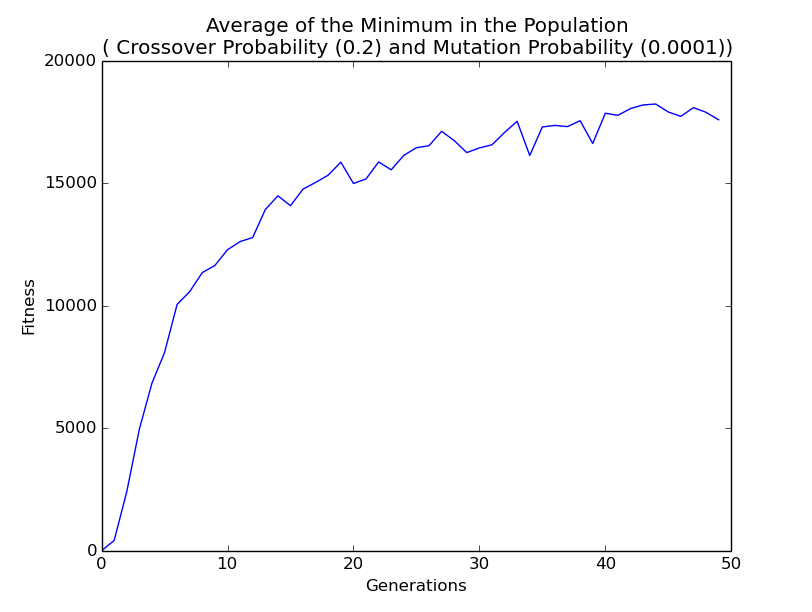 Average of the Minimum in the Population
( Crossover Probability (0.2) and Mutation Probability (0.0001))
20000
15000
10000
5000
0
Fitness
0 10 20 30 40 50
Generations